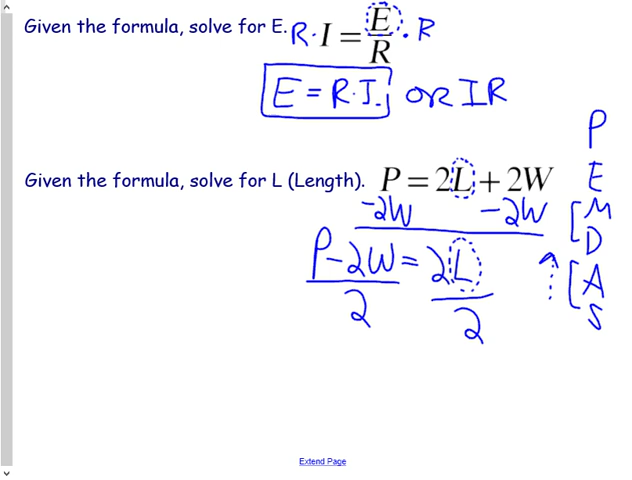 Given the formula, solve for E. R · I = E/R · R
E = R·I. OR IR
Given the formula, solve for L (Length). P = 2L + 2W
-2W -2W
P-2W = 2L
2 2
P
E
M
D
A
S
Extend Page